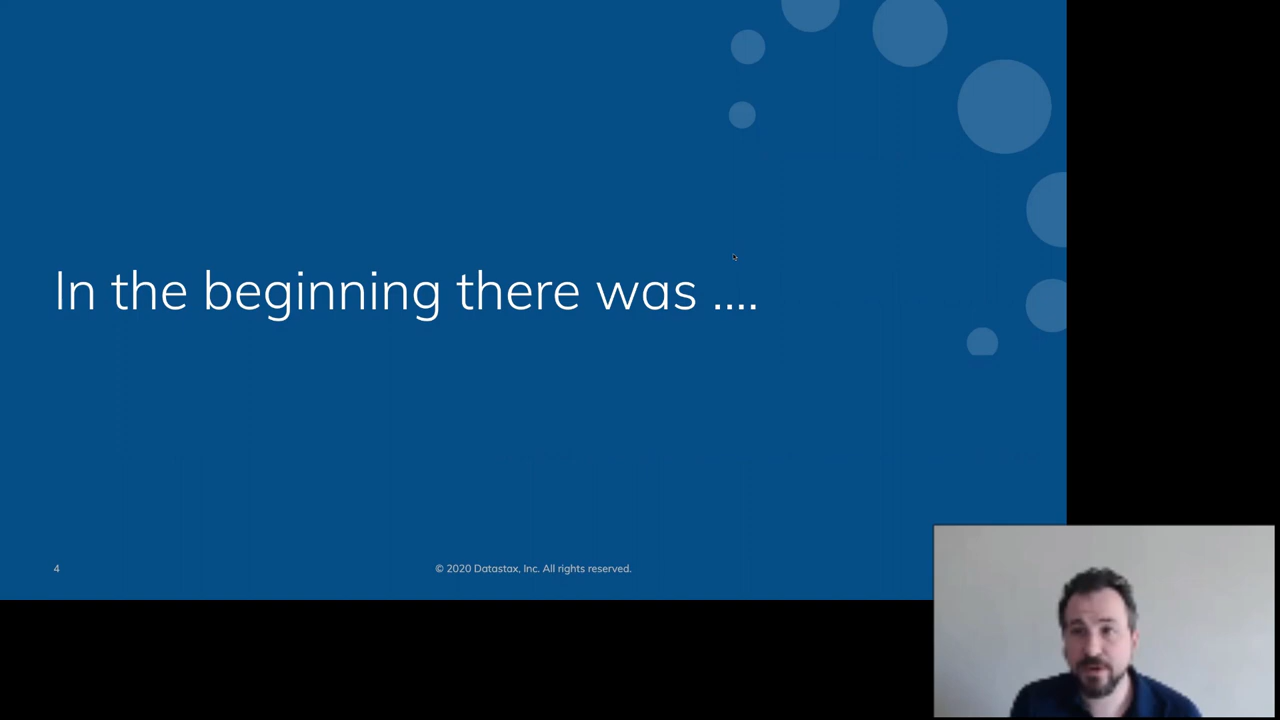 In the beginning there was ....
4
© 2020 Datastax, Inc. All rights reserved.